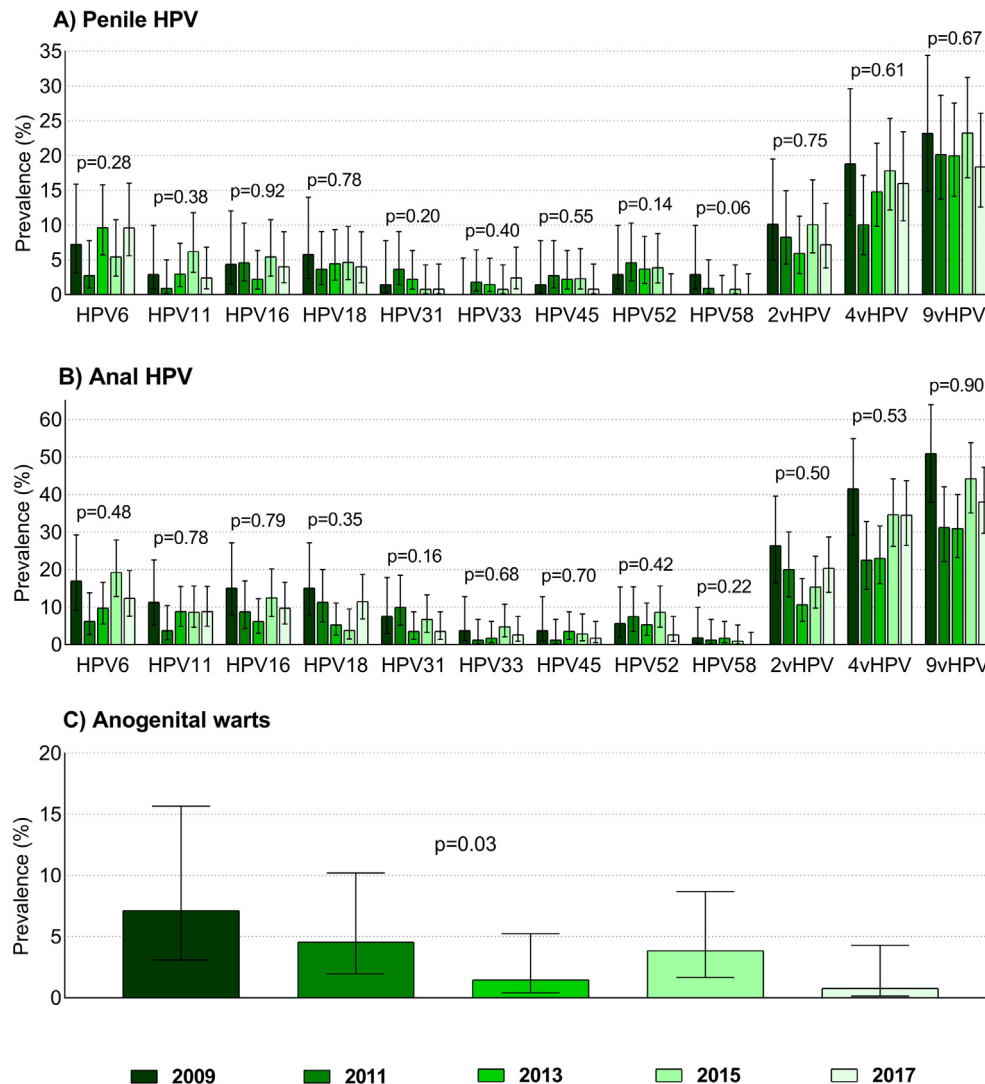 A) Penile HPV
Prevalence (%)
35
30
25
20
15
10
5
0
p=0.28
p=0.38
p=0.92
p=0.78
p=0.20
p=0.40
p=0.55
p=0.14
p=0.06
p=0.75
p=0.61
p=0.67
HPV6 HPV11 HPV16 HPV18 HPV31 HPV33 HPV45 HPV52 HPV58 2vHPV 4vHPV 9vHPV
B) Anal HPV
Prevalence (%)
60
50
40
30
20
10
0
p=0.48
p=0.78
p=0.79
p=0.35
p=0.16
p=0.68
p=0.70
p=0.42
p=0.22
p=0.50
p=0.53
p=0.90
HPV6 HPV11 HPV16 HPV18 HPV31 HPV33 HPV45 HPV52 HPV58 2vHPV 4vHPV 9vHPV
C) Anogenital warts
Prevalence (%)
20
15
10
5
0
p=0.03
2009 2011 2013 2015 2017